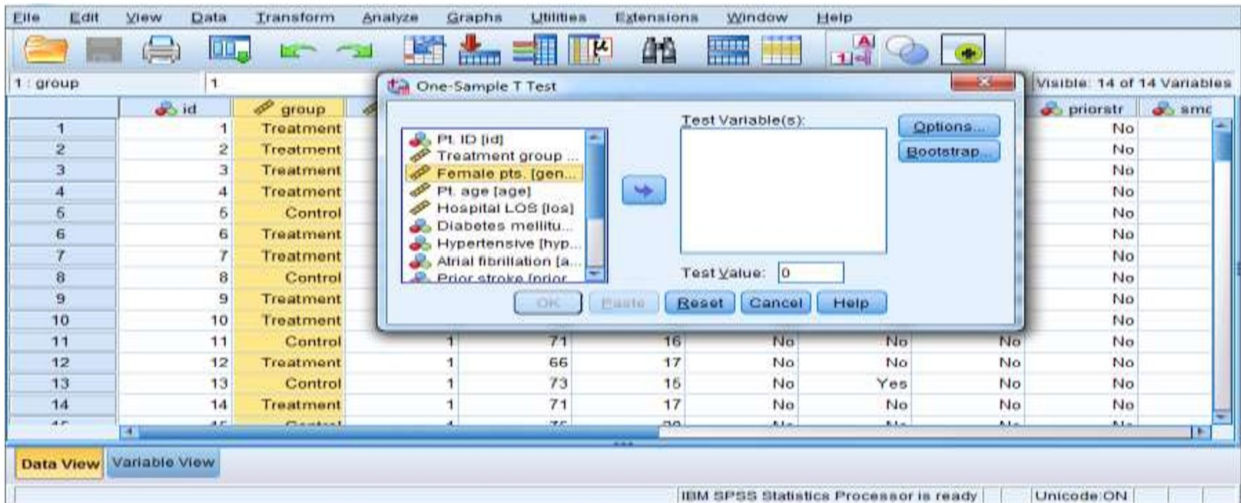 File Edit View Data Transform Analyze Graphs Utilities Extensions Window Help
1 : group 1 Visible: 14 of 14 Variables
One-Sample T Test
Test Variable(s):
Pt. ID [id]
Treatment group ...
Female pts. [gen...
Pt. age [age]
Hospital LOS [los]
Diabetes mellitu...
Hypertensive [hyp...
Atrial fibrillation [a...
Prior stroke [prior
Options...
Bootstrap...
Test Value: 0
OK Paste Reset Cancel Help
id group priorstr smc
1 1 Treatment No
2 2 Treatment No
3 3 Treatment No
4 4 Treatment No
5 5 Control No
6 6 Treatment No
7 7 Treatment No
8 8 Control No
9 9 Treatment No
10 10 Treatment No
11 11 Control 1 71 16 No No No No
12 12 Treatment 1 66 17 No No No No
13 13 Control 1 73 15 No Yes No No
14 14 Treatment 1 71 17 No No No No
Data View Variable View
IBM SPSS Statistics Processor is ready Unicode:ON